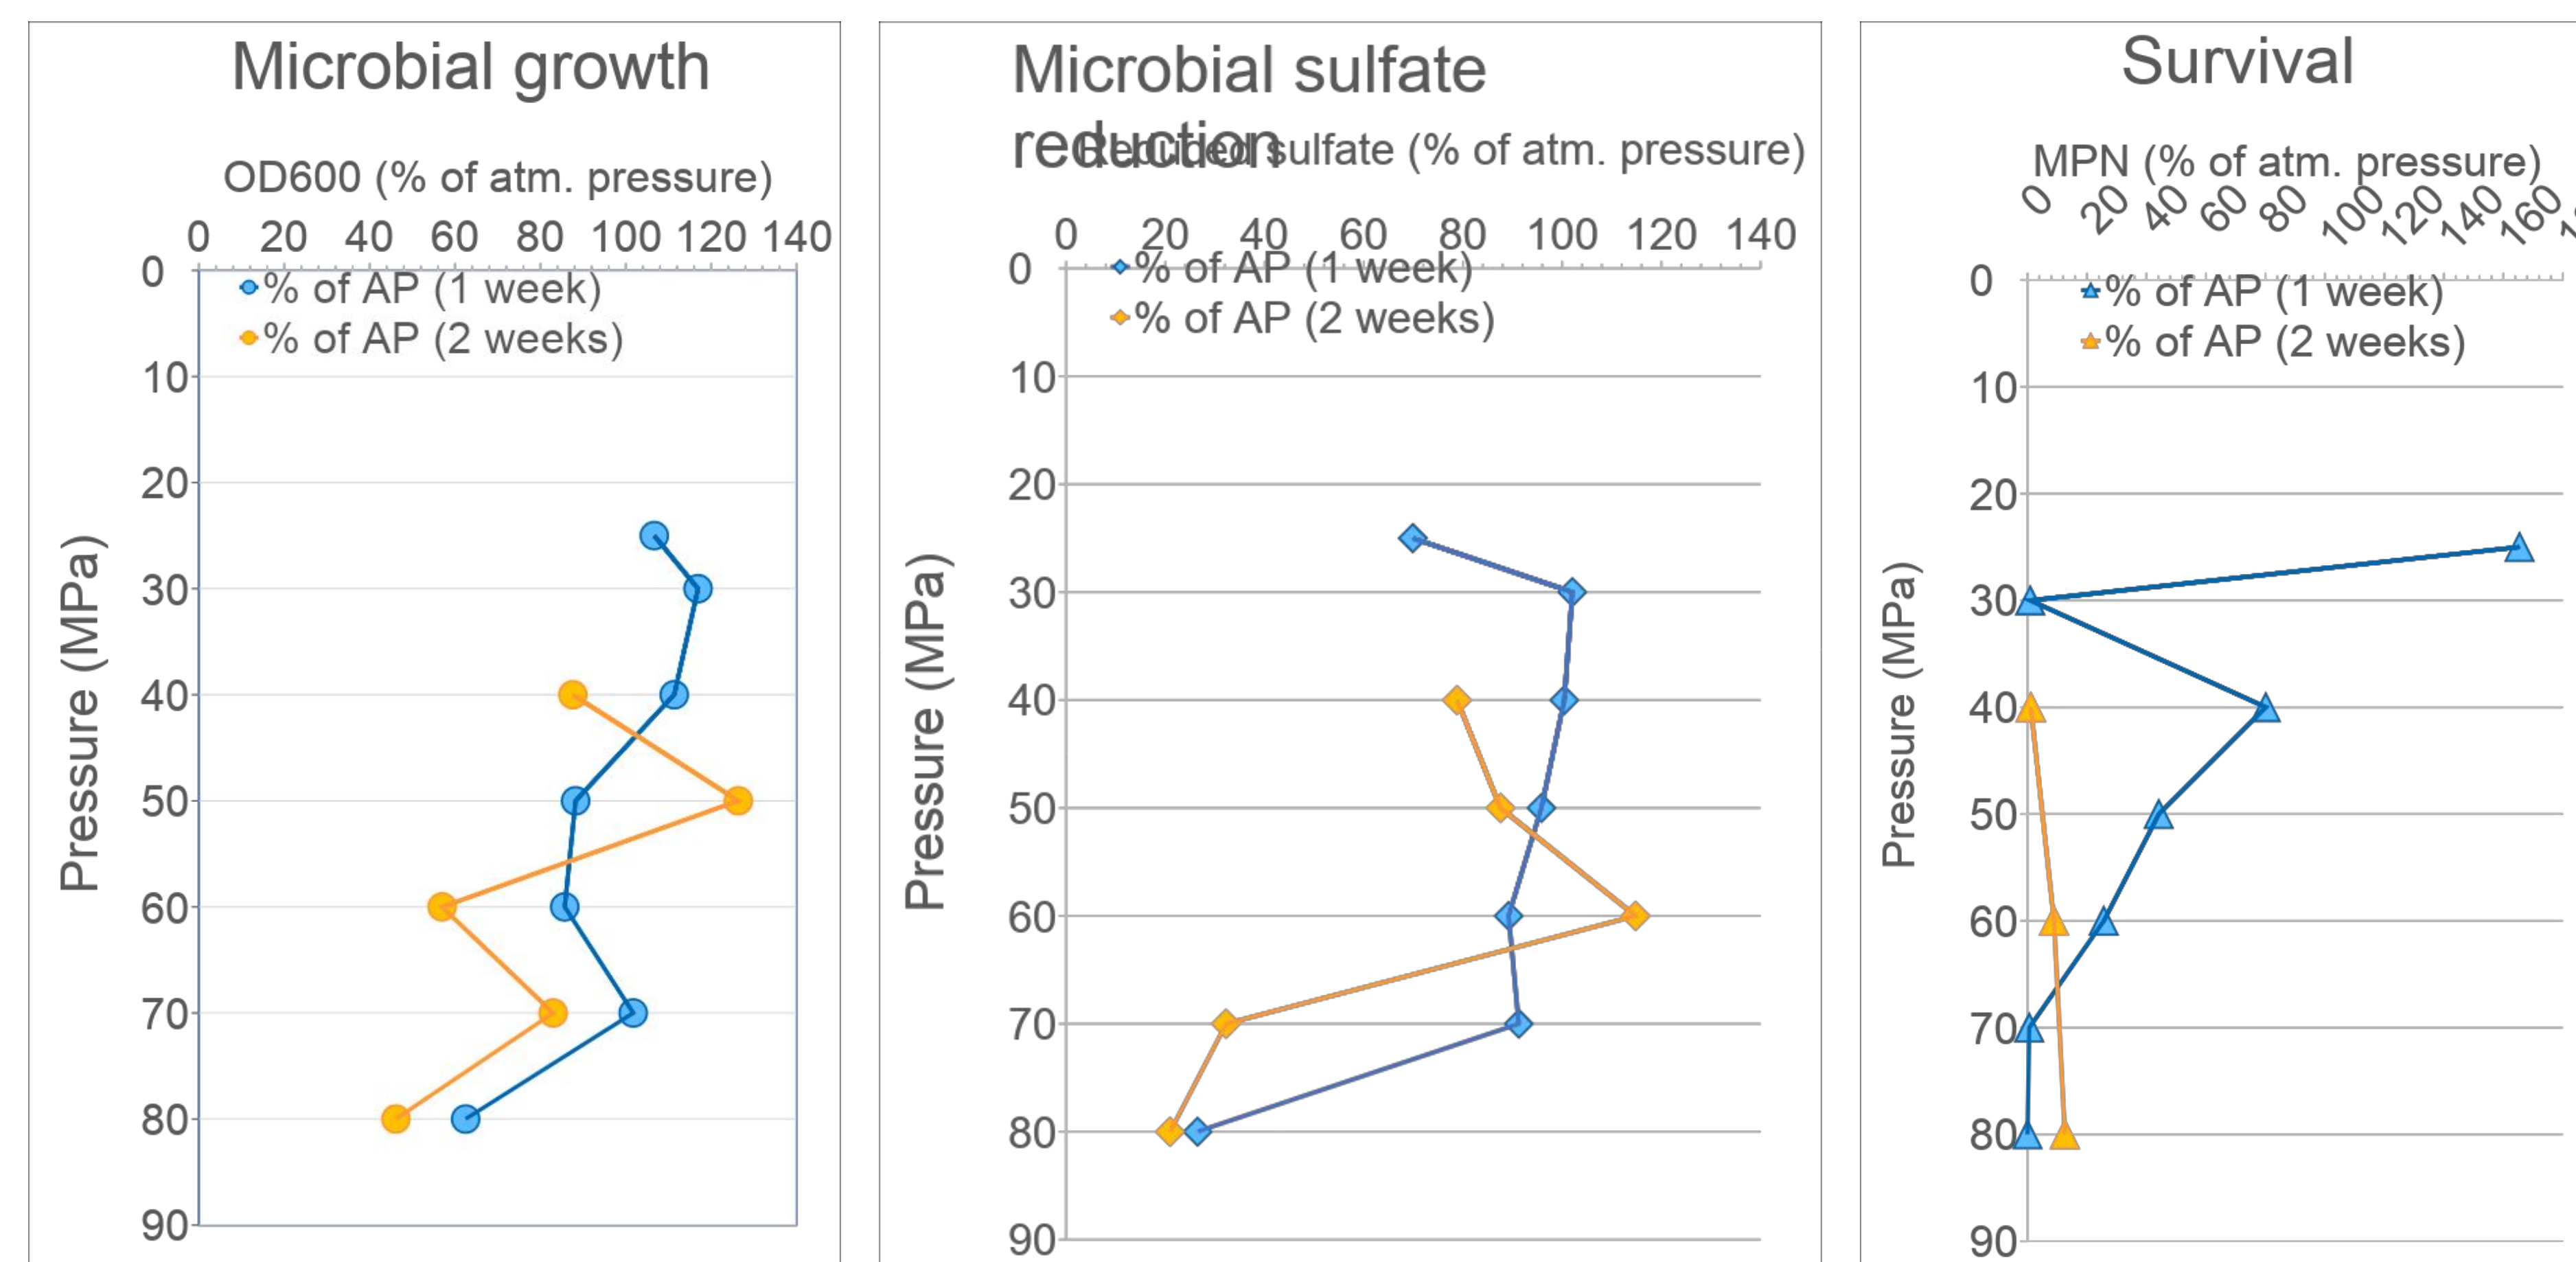 Microbial growth
OD600 (% of atm. pressure)
0 20 40 60 80 100 120 140
% of AP (1 week)
% of AP (2 weeks)
Pressure (MPa)
0
10
20
30
40
50
60
70
80
90
Microbial sulfate
reduction
Reduced sulfate (% of atm. pressure)
0 20 40 60 80 100 120 140
% of AP (1 week)
% of AP (2 weeks)
Pressure (MPa)
0
10
20
30
40
50
60
70
80
90
Survival
MPN (% of atm. pressure)
0 20 40 60 80 100 120 140 160
% of AP (1 week)
% of AP (2 weeks)
Pressure (MPa)
0
10
20
30
40
50
60
70
80
90